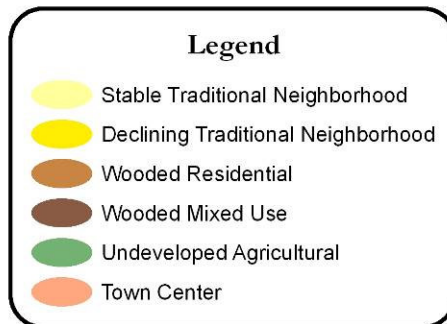 Legend
Stable Traditional Neighborhood
Declining Traditional Neighborhood
Wooded Residential
Wooded Mixed Use
Undeveloped Agricultural
Town Center